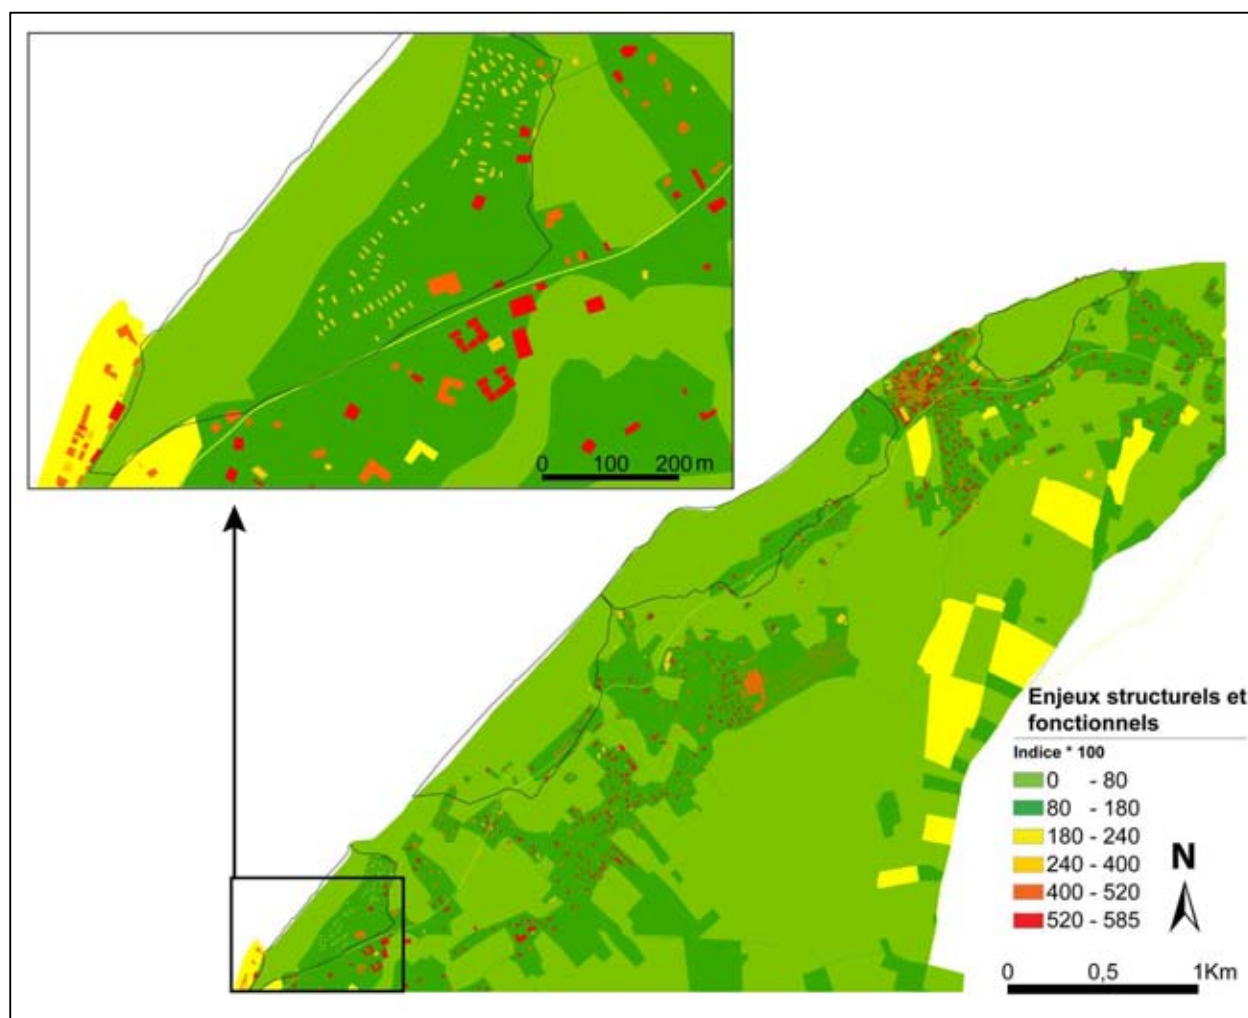 0 100 200 m
Enjeux structurels et
fonctionnels
Indice * 100
0 - 80
80 - 180
180 - 240
240 - 400
400 - 520
520 - 585
N
0 0,5 1Km